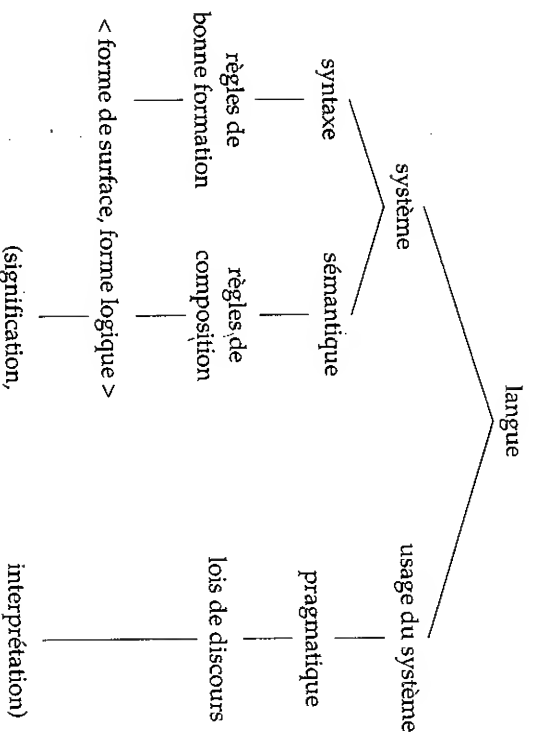 langue
système
usage du système
syntaxe
sémantique
pragmatique
règles de
bonne formation
règles de
composition
lois de discours
< forme de surface, forme logique >
(signification,
interprétation)